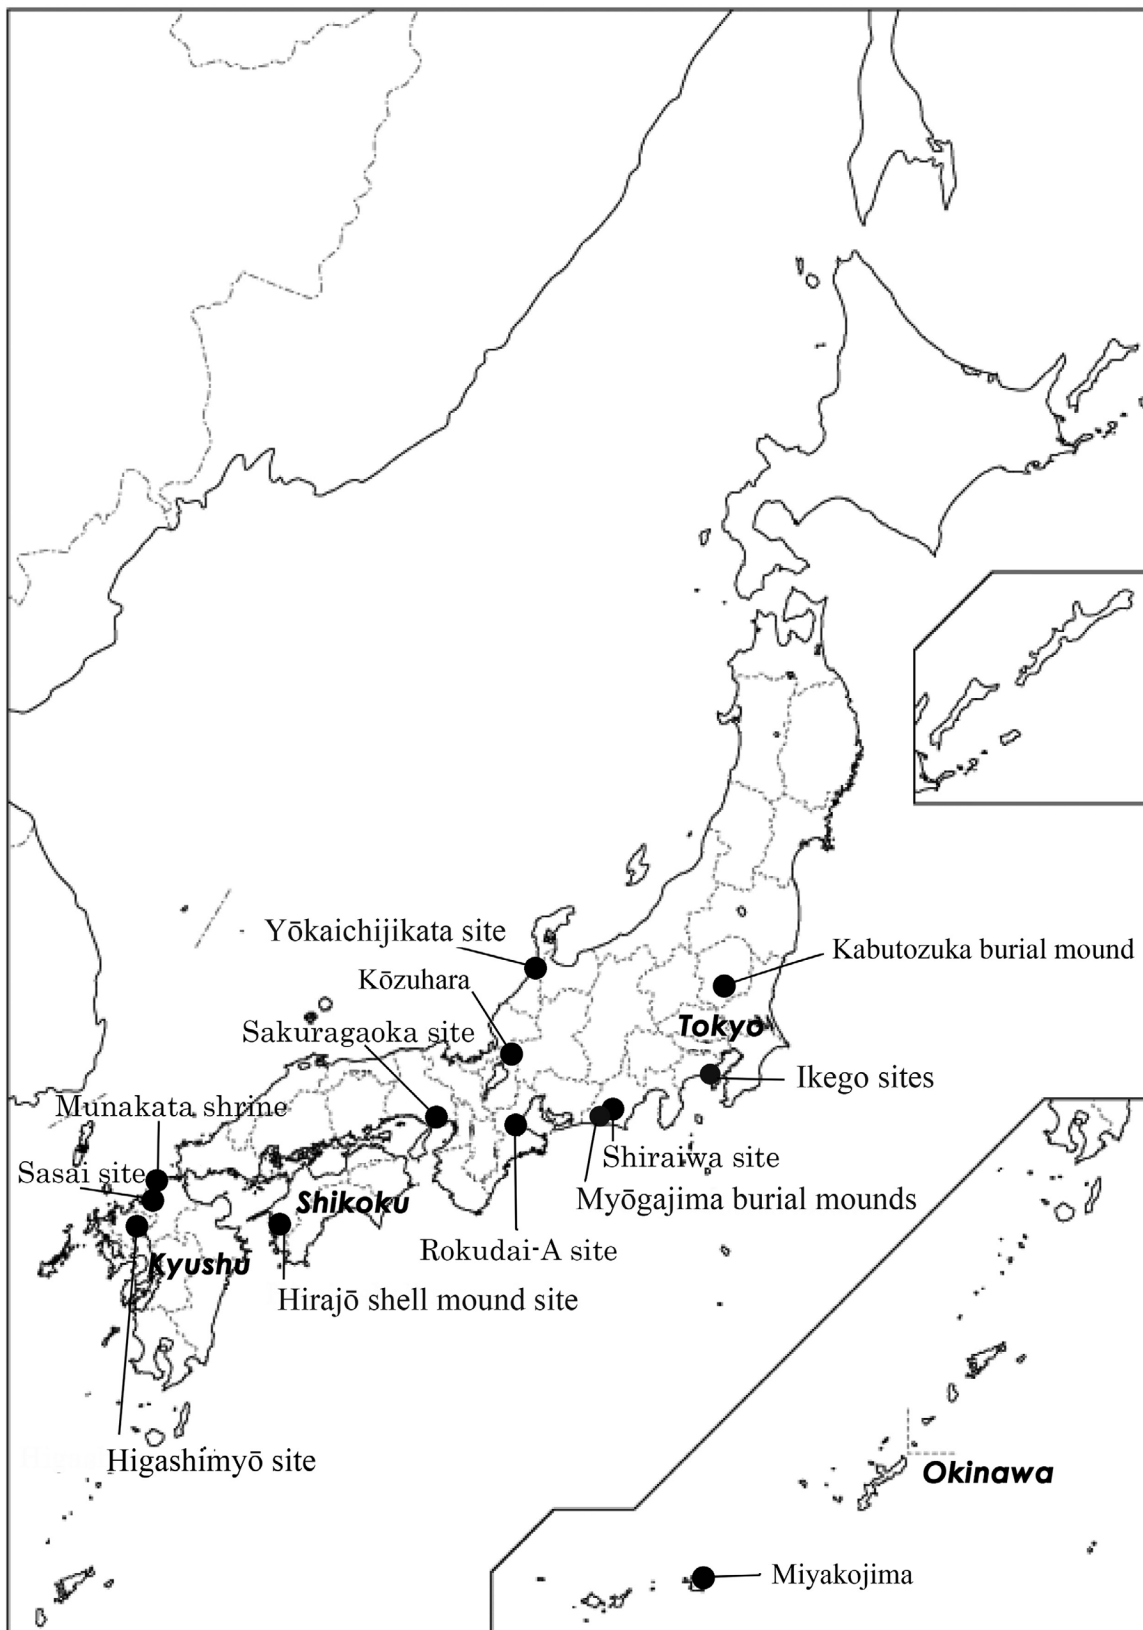 Yōkaichijikata site
Kabutozuka burial mound
Kōzuhara
Tokyo
Sakuragaoka site
Ikego sites
Munakata shrine
Shiraiwa site
Sasai site
Myōgajima burial mounds
Shikoku
Rokudai-A site
Kyushu
Hirajō shell mound site
Higashimyō site
Okinawa
Miyakojima